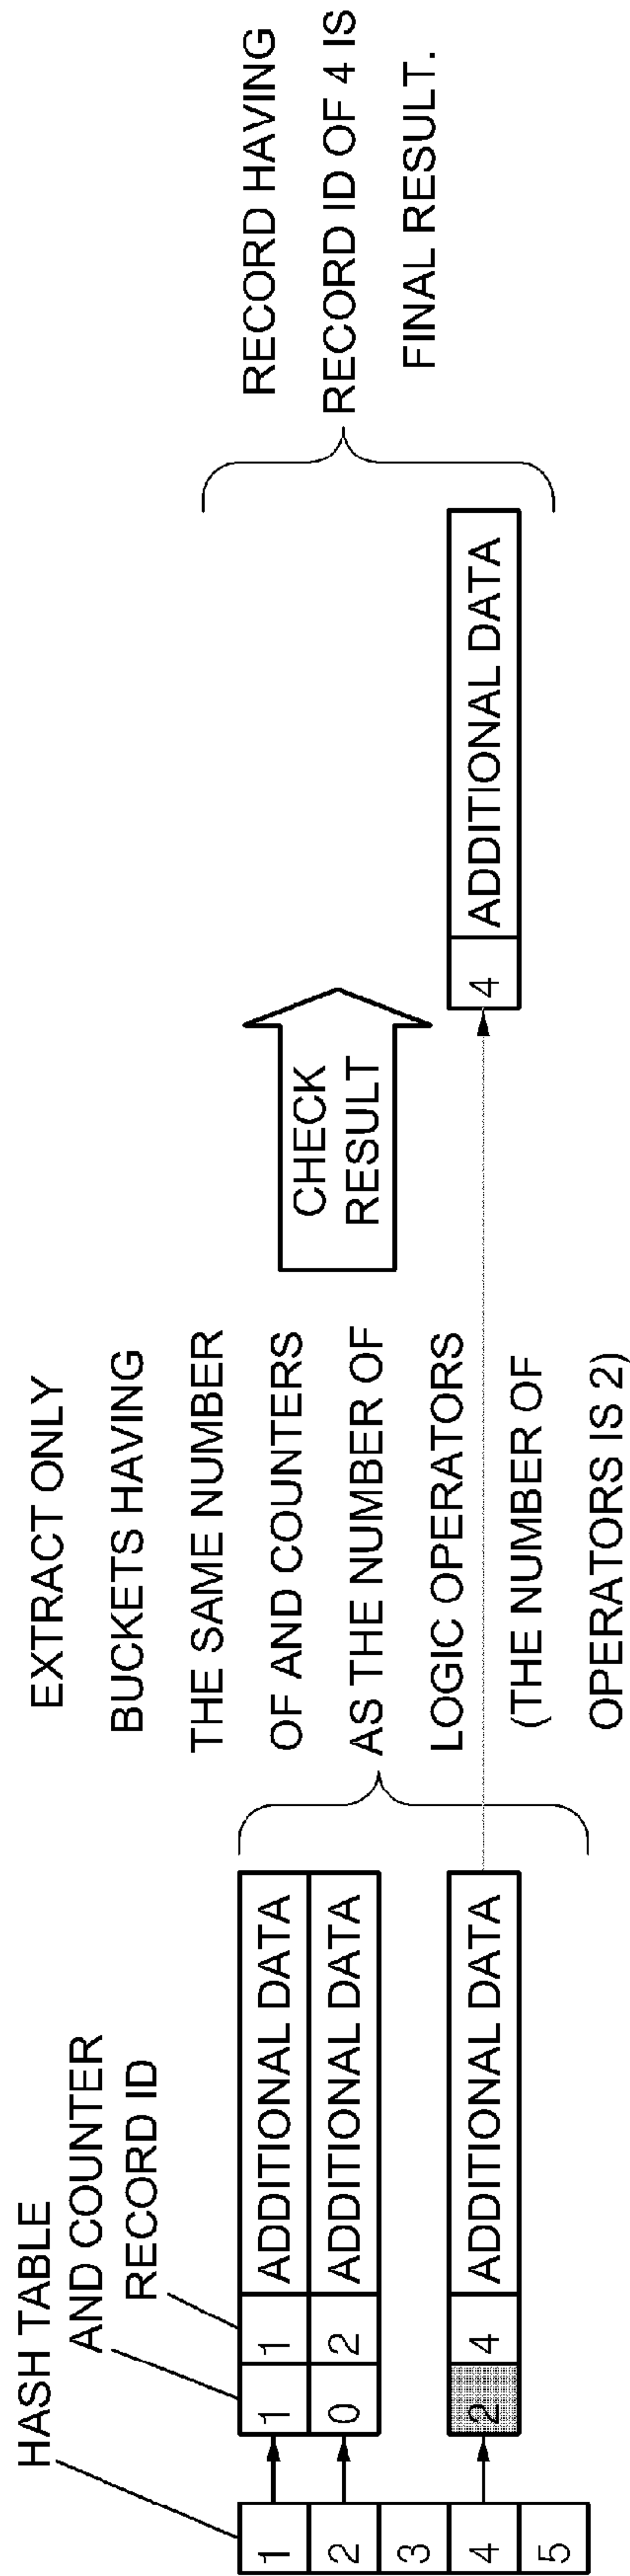 HASH TABLE
AND COUNTER
RECORD ID
1
1
1
ADDITIONAL DATA
2
0
2
ADDITIONAL DATA
3
4
2
4
ADDITIONAL DATA
5
EXTRACT ONLY
BUCKETS HAVING
THE SAME NUMBER
OF AND COUNTERS
AS THE NUMBER OF
LOGIC OPERATORS
(THE NUMBER OF
OPERATORS IS 2)
CHECK
RESULT
4
ADDITIONAL DATA
RECORD HAVING
RECORD ID OF 4 IS
FINAL RESULT.